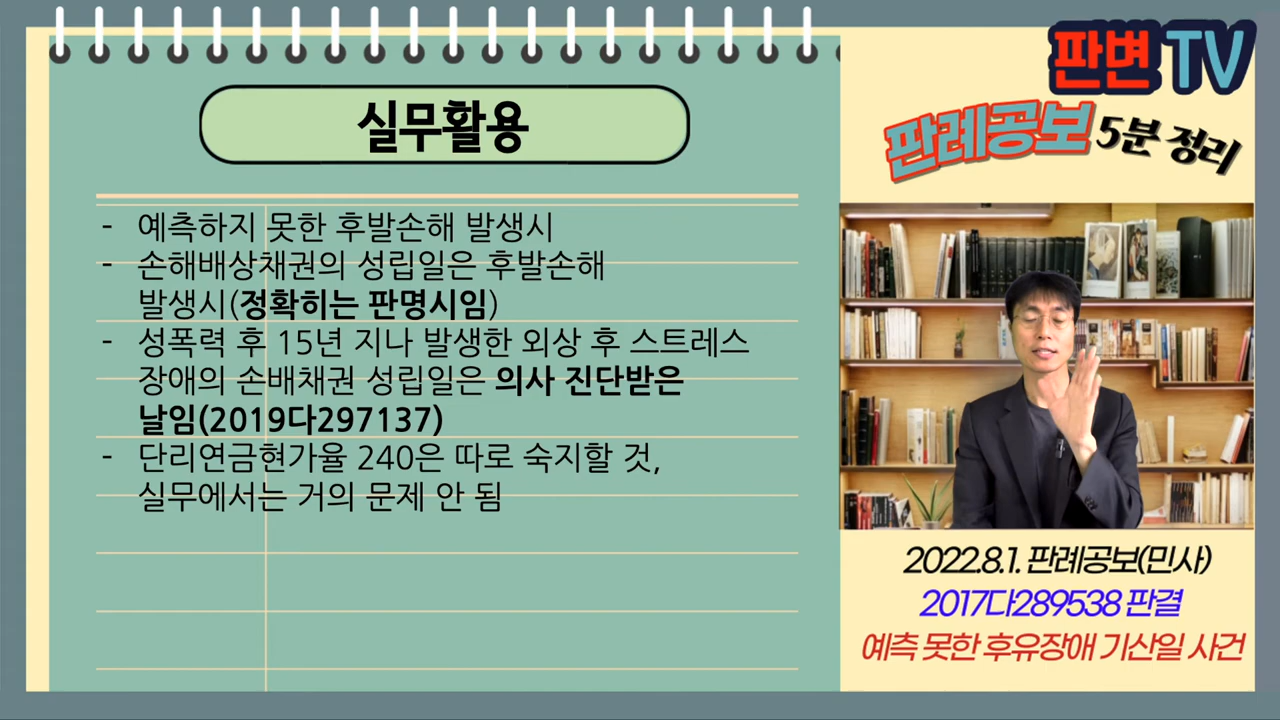 실무활용
- 예측하지 못한 후발손해 발생시
- 손해배상채권의 성립일은 후발손해
발생시(정확히는 판명시임)
- 성폭력 후 15년 지나 발생한 외상 후 스트레스
장애의 손배채권 성립일은 의사 진단받은
날임(2019다297137)
- 단리연금현가율 240은 따로 숙지할 것,
실무에서는 거의 문제 안 됨
판변 TV
판례공보 5분 정리
2022.8.1. 판례공보(민사)
2017다289538 판결
예측 못한 후유장애 기산일 사건